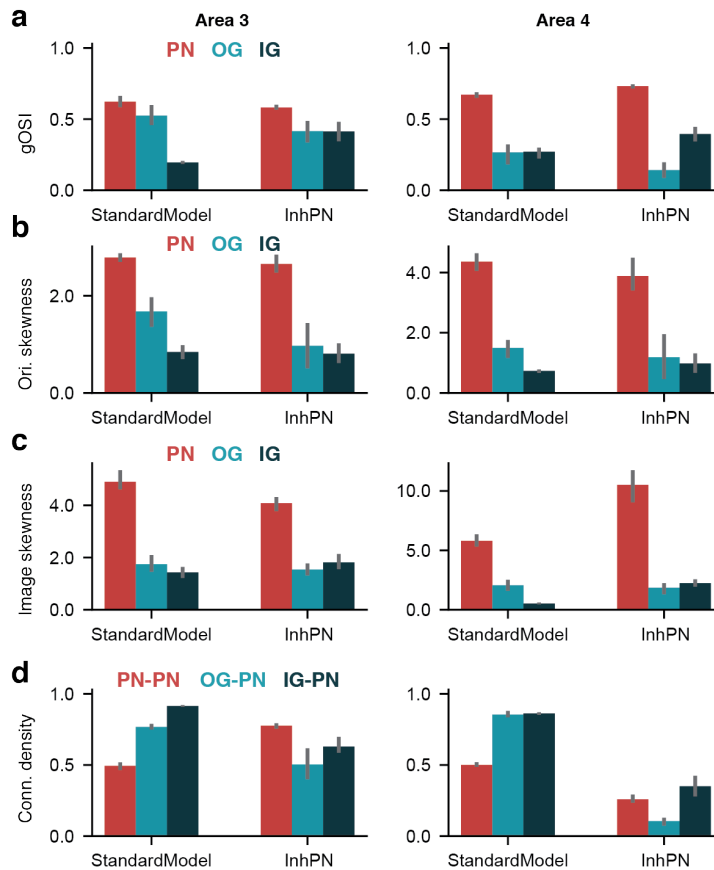 a
Area 3
Area 4
PN OG IG
gOSI
1.0
0.5
0.0
StandardModel
InhPN
1.0
0.5
0.0
StandardModel
InhPN
b
PN OG IG
Ori. skewness
2.0
0.0
StandardModel
InhPN
4.0
2.0
0.0
StandardModel
InhPN
c
PN OG IG
Image skewness
4.0
2.0
0.0
StandardModel
InhPN
10.0
5.0
0.0
StandardModel
InhPN
d
PN-PN OG-PN IG-PN
Conn. density
1.0
0.5
0.0
StandardModel
InhPN
1.0
0.5
0.0
StandardModel
InhPN